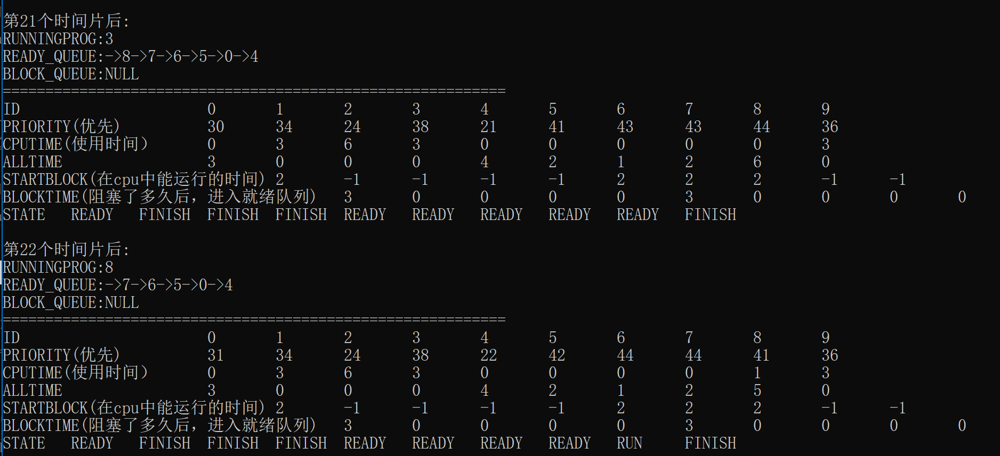 第21个时间片后:
RUNNINGPROG:3
READY_QUEUE:->8->7->6->5->0->4
BLOCK_QUEUE:NULL
===========================================================
ID 0 1 2 3 4 5 6 7 8 9
PRIORITY(优先) 30 34 24 38 21 41 43 43 44 36
CPUTIME(使用时间） 0 3 6 3 0 0 0 0 0 3
ALLTIME 3 0 0 0 4 2 1 2 6 0
STARTBLOCK(在cpu中能运行的时间) 2 -1 -1 -1 -1 2 2 2 -1 -1
BLOCKTIME(阻塞了多久后，进入就绪队列) 3 0 0 0 0 3 0 0 0 0
STATE READY FINISH FINISH FINISH READY READY READY READY READY FINISH
第22个时间片后:
RUNNINGPROG:8
READY_QUEUE:->7->6->5->0->4
BLOCK_QUEUE:NULL
===========================================================
ID 0 1 2 3 4 5 6 7 8 9
PRIORITY(优先) 31 34 24 38 22 42 44 44 41 36
CPUTIME(使用时间） 0 3 6 3 0 0 0 0 1 3
ALLTIME 3 0 0 0 4 2 1 2 5 0
STARTBLOCK(在cpu中能运行的时间) 2 -1 -1 -1 -1 2 2 2 -1 -1
BLOCKTIME(阻塞了多久后，进入就绪队列) 3 0 0 0 0 3 0 0 0 0
STATE READY FINISH FINISH FINISH READY READY READY READY RUN FINISH